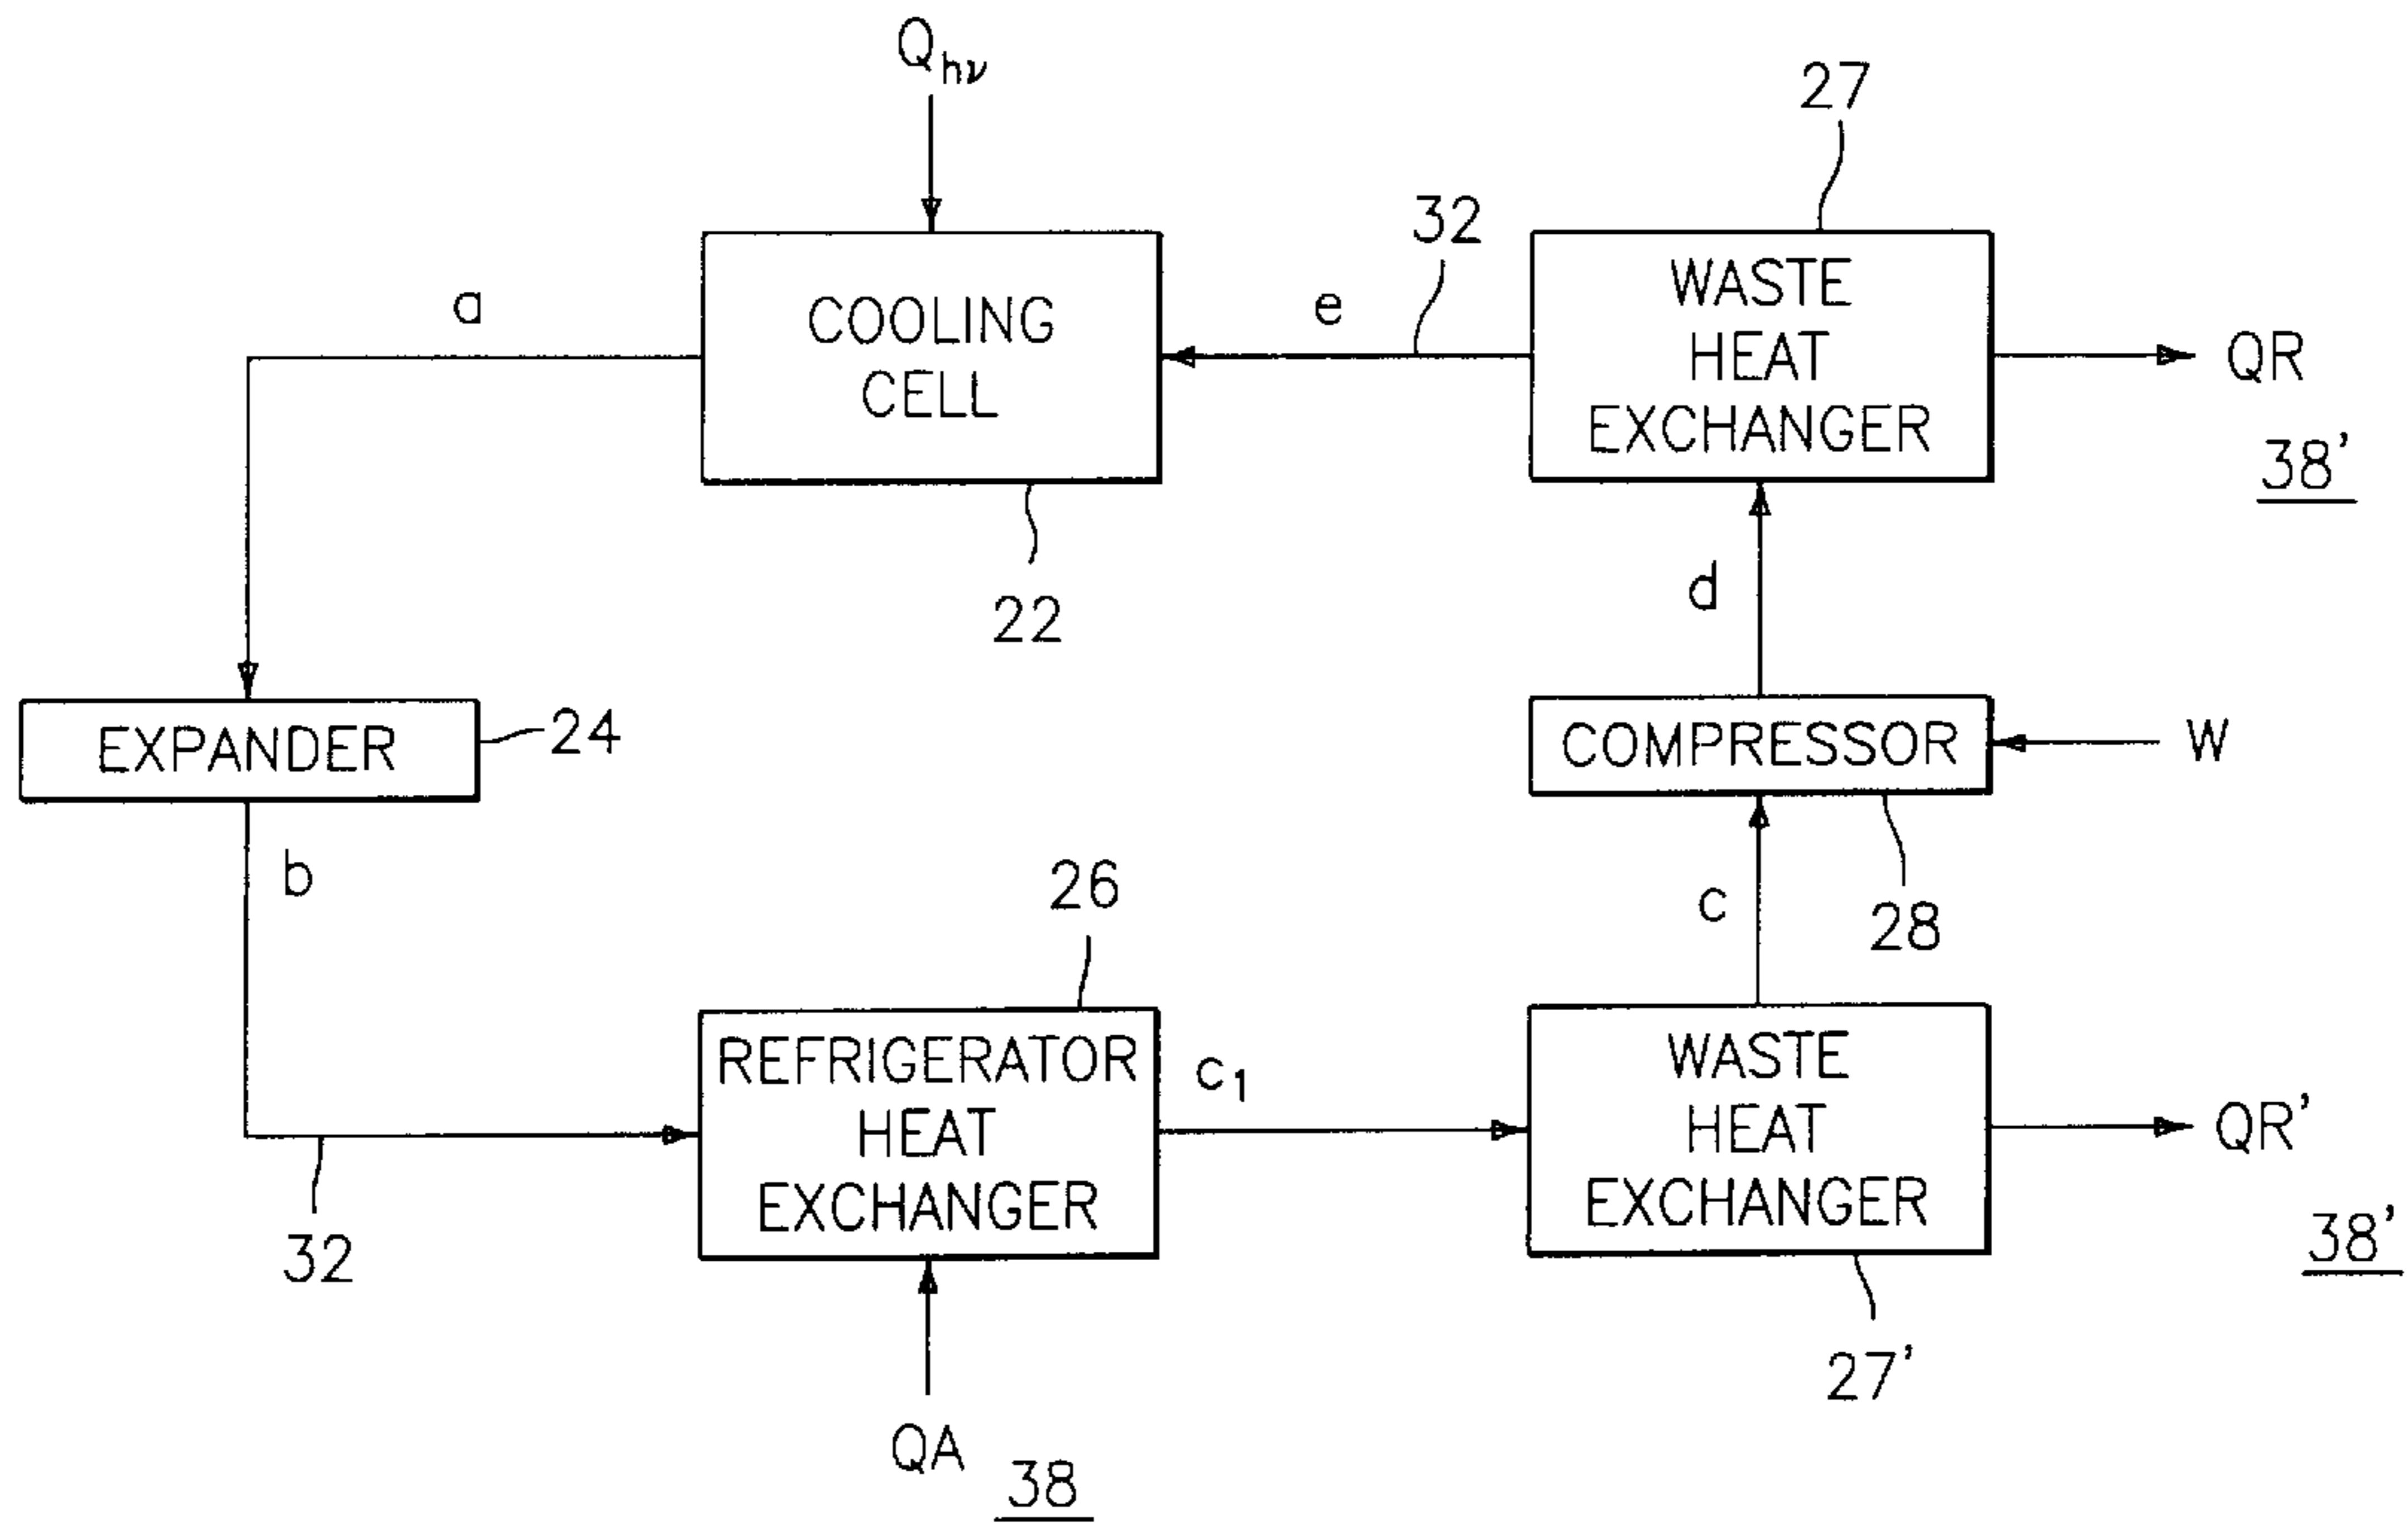 Qhν
27
32
a
COOLING
CELL
e
WASTE
HEAT
EXCHANGER
QR
38'
22
d
EXPANDER
24
COMPRESSOR
W
b
26
c
28
REFRIGERATOR
HEAT
EXCHANGER
c1
WASTE
HEAT
EXCHANGER
QR'
32
38'
27'
QA
38